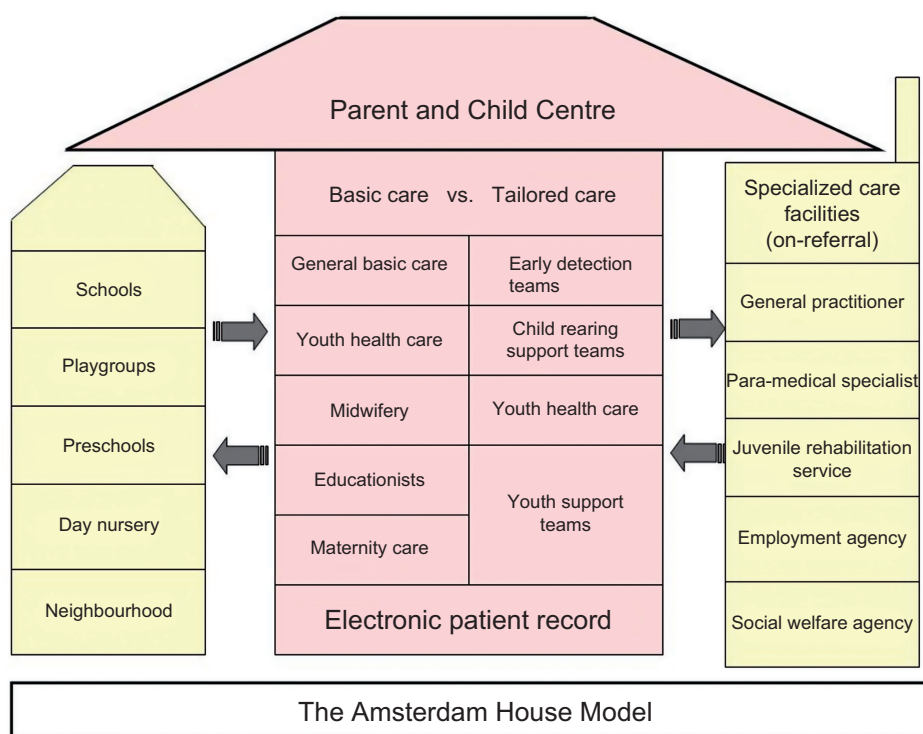 Parent and Child Centre
Basic care vs. Tailored care
General basic care
Youth health care
Midwifery
Educationists
Maternity care
Early detection
teams
Child rearing
support teams
Youth health care
Youth support
teams
Electronic patient record
Schools
Playgroups
Preschools
Day nursery
Neighbourhood
Specialized care
facilities
(on-referral)
General practitioner
Para-medical specialist
Juvenile rehabilitation
service
Employment agency
Social welfare agency
The Amsterdam House Model